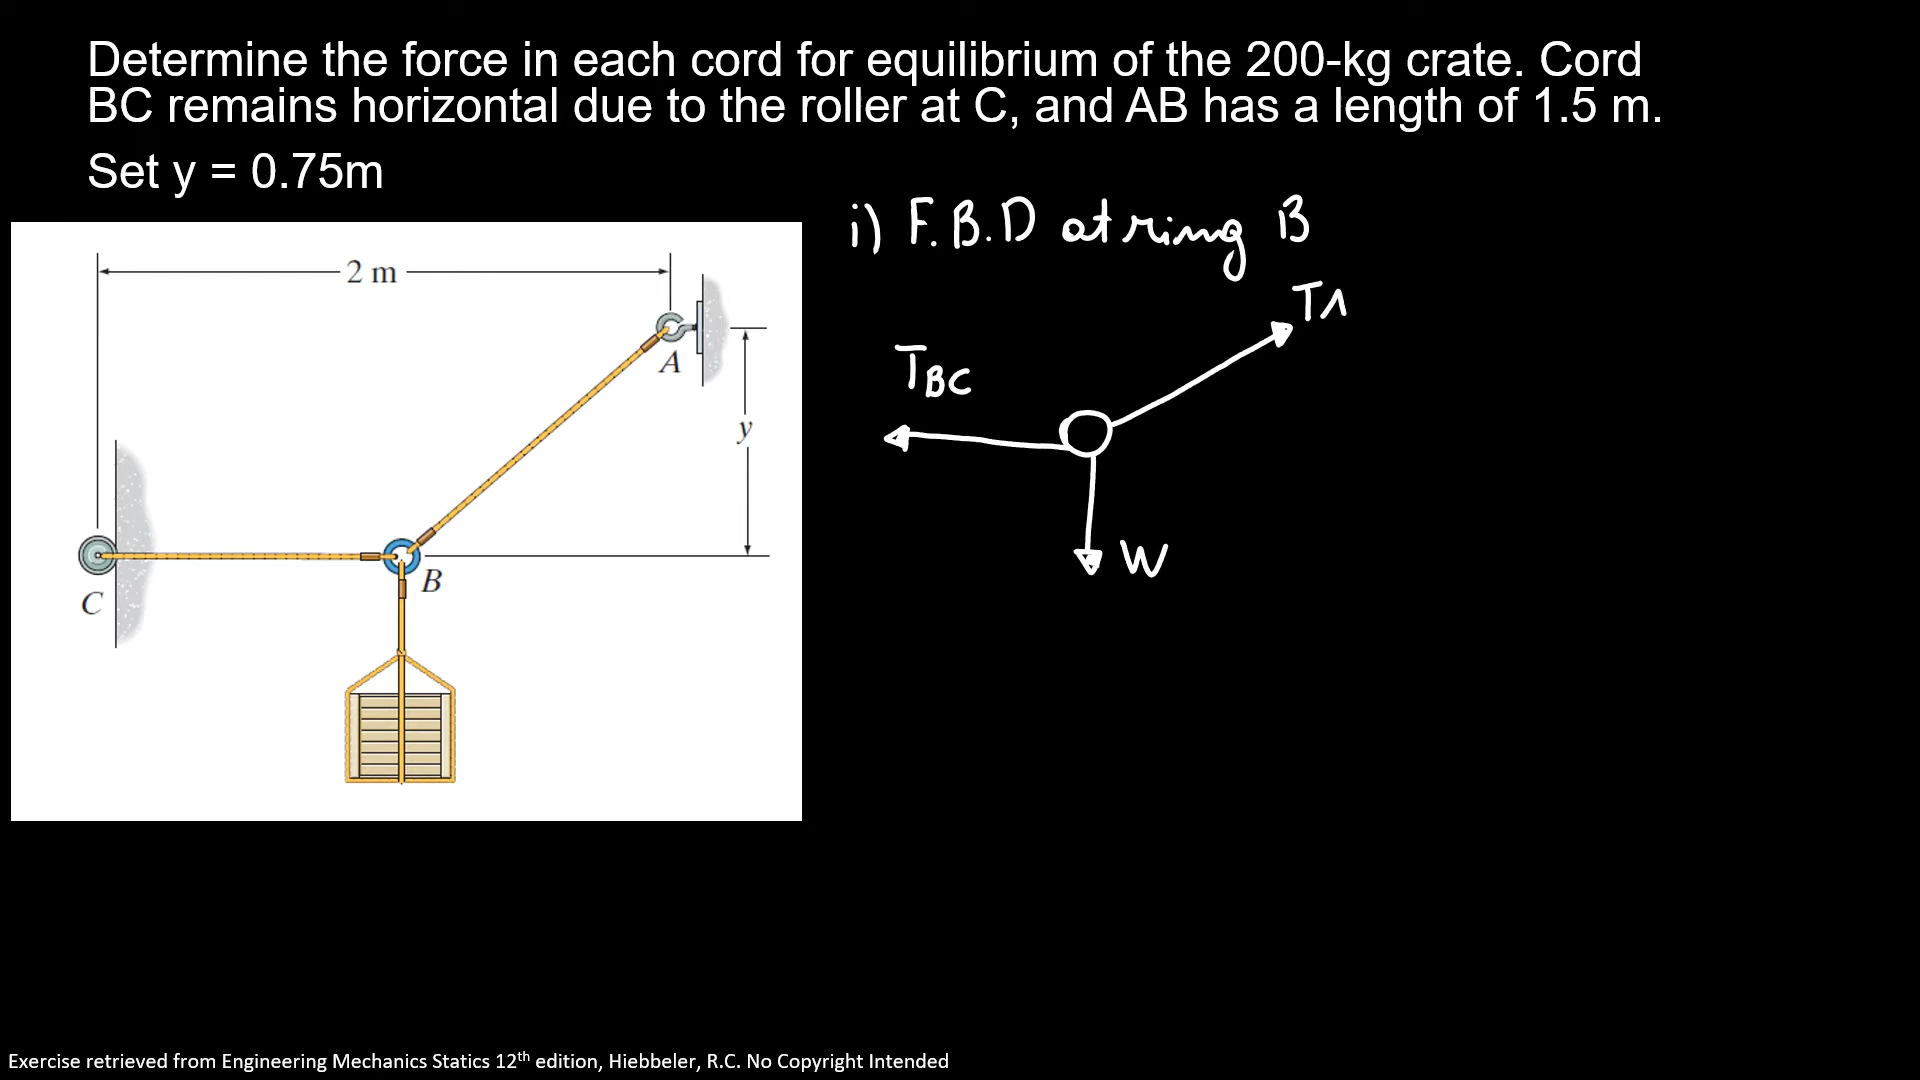 Determine the force in each cord for equilibrium of the 200-kg crate. Cord
BC remains horizontal due to the roller at C, and AB has a length of 1.5 m.
Set y = 0.75m
i) F.B.D at ring B
2 m
A
y
C
B
TBC
W
Exercise retrieved from Engineering Mechanics Statics 12th edition, Hiebbeler, R.C. No Copyright Intended